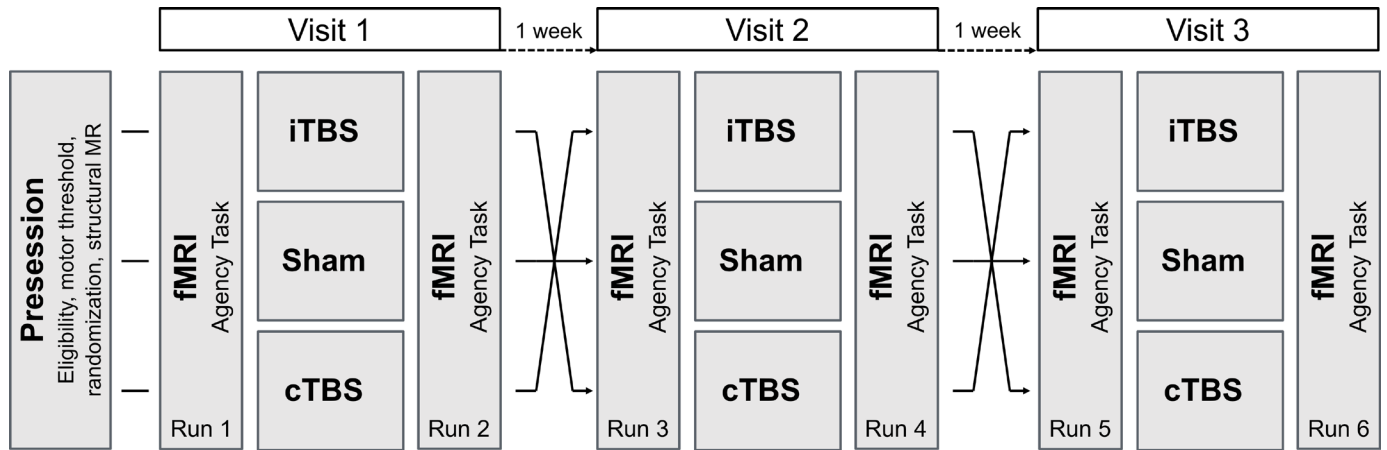 Visit 1
1 week
Visit 2
1 week
Visit 3
Presession
Eligibility, motor threshold,
randomization, structural MR
fMRI
Agency Task
Run 1
iTBS
Sham
cTBS
fMRI
Agency Task
Run 2
fMRI
Agency Task
Run 3
iTBS
Sham
cTBS
fMRI
Agency Task
Run 4
fMRI
Agency Task
Run 5
iTBS
Sham
cTBS
fMRI
Agency Task
Run 6